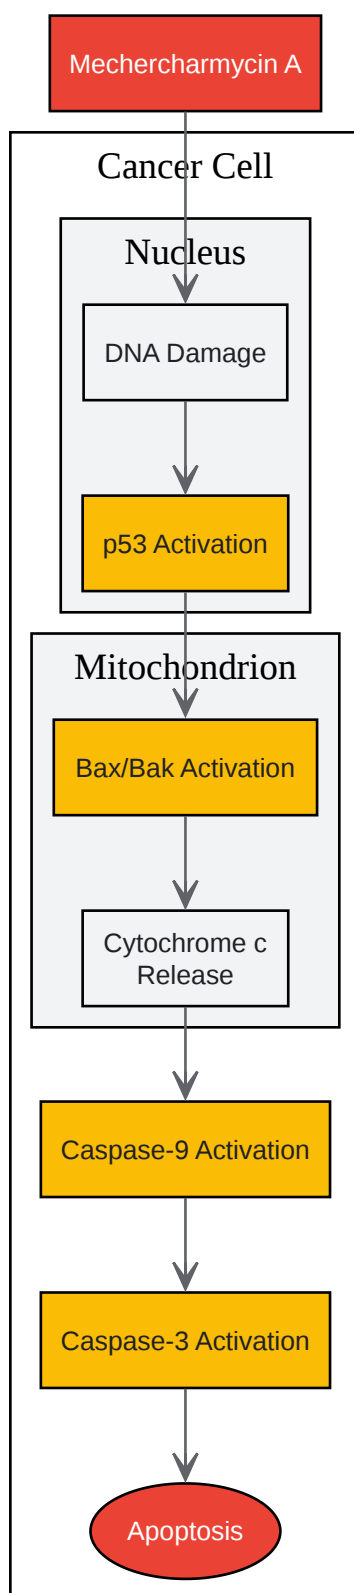 Mechercharmycin A
Cancer Cell
Nucleus
DNA Damage
p53 Activation
Mitochondrion
Bax/Bak Activation
Cytochrome c
Release
Caspase-9 Activation
Caspase-3 Activation
Apoptosis